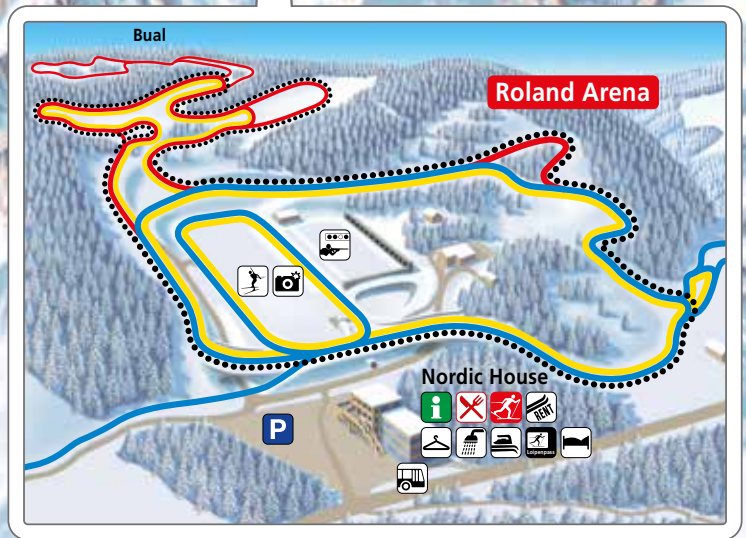 Bual
Roland Arena
Nordic House
i
RENT
Loipenpass
P